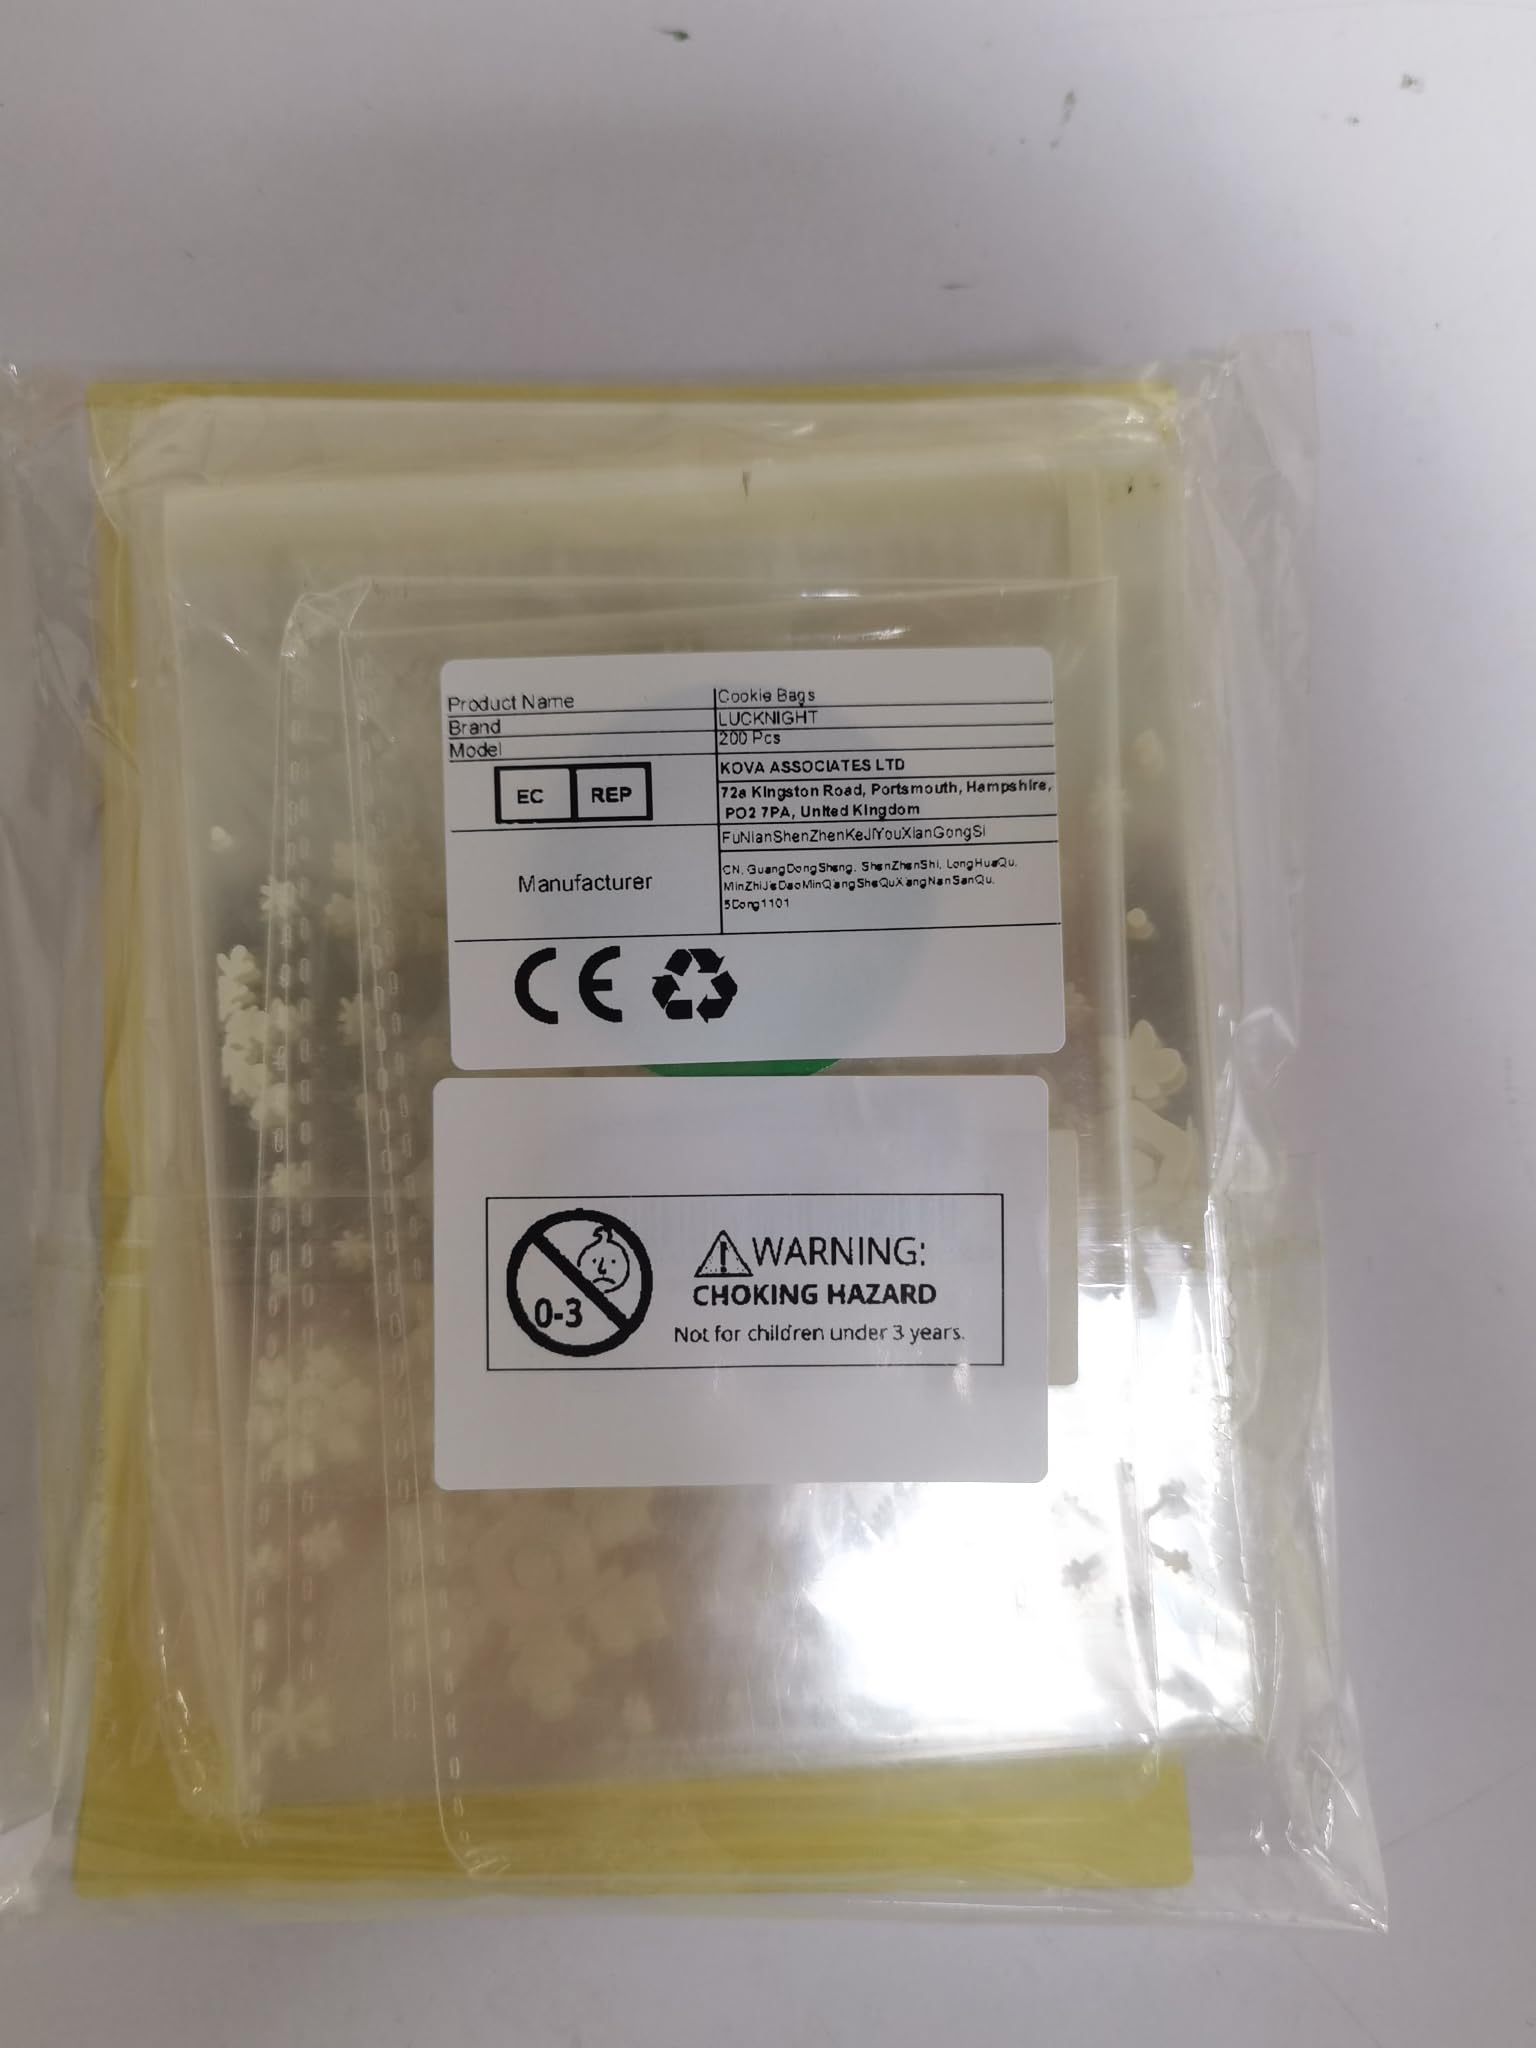 Product Name Cookie Bags
Brand LUCKNIGHT
Model 200 Pcs
EC REP
KOVA ASSOCIATES LTD
72a Kingston Road, Portsmouth, Hampshire,
PO2 7PA, United Kingdom
Manufacturer
FuNianShenZhenKeJiYouXianGongSi
CN, GuangDongSheng, ShenZhenShi, LongHuaQu,
MinZhiJieDaoMinQiangSheQuXiangNanSanQu,
5Dong1101
CE
0-3
WARNING:
CHOKING HAZARD
Not for children under 3 years.